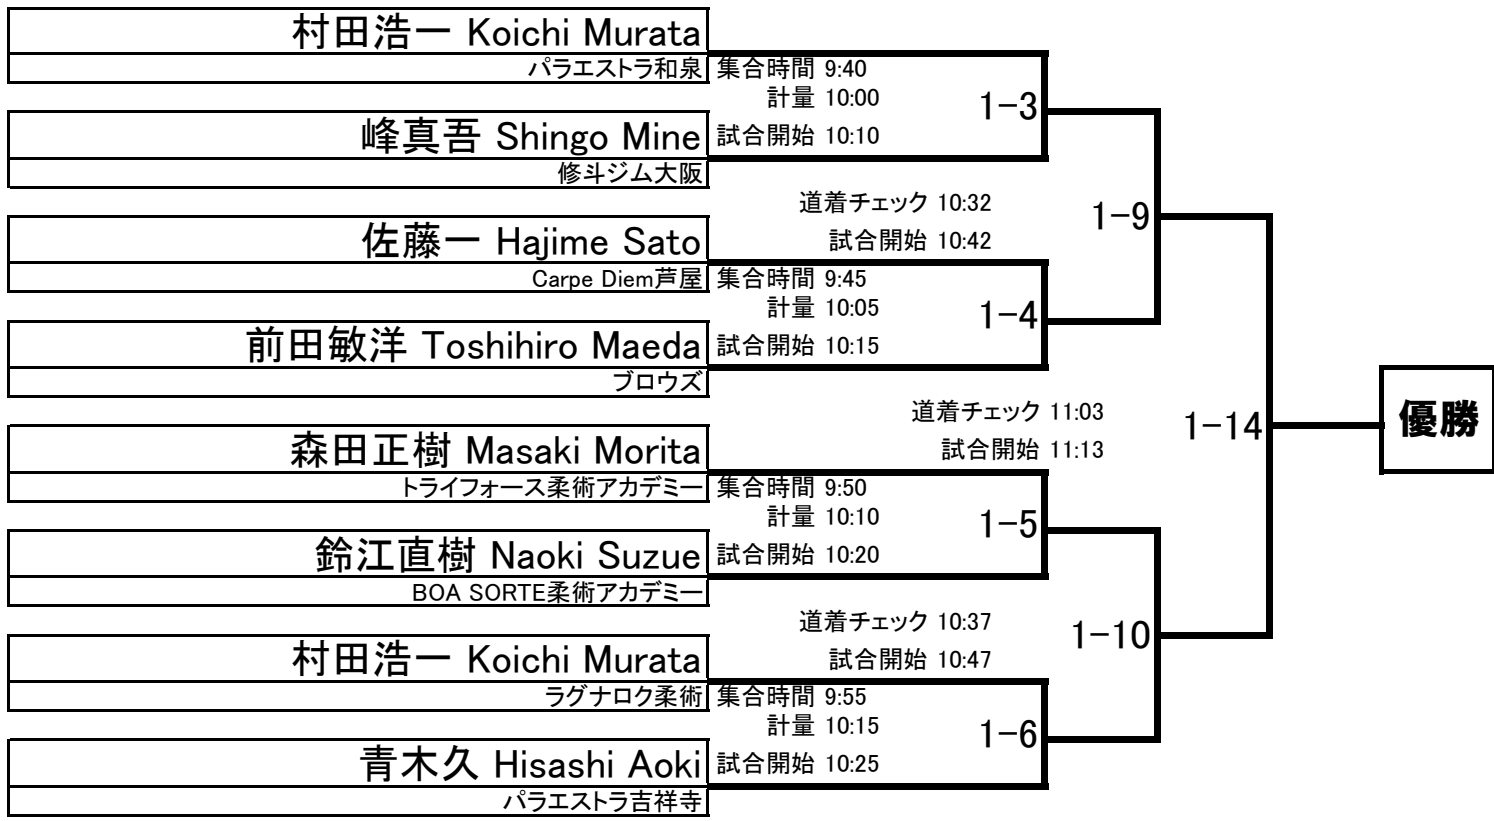 村田浩一 Koichi Murata
パラエストラ和泉
集合時間 9:40
計量 10:00
1-3
峰真吾 Shingo Mine
試合開始 10:10
修斗ジム大阪
道着チェック 10:32
1-9
試合開始 10:42
佐藤一 Hajime Sato
Carpe Diem芦屋
集合時間 9:45
計量 10:05
1-4
前田敏洋 Toshihiro Maeda
試合開始 10:15
ブロウズ
道着チェック 11:03
1-14
試合開始 11:13
優勝
森田正樹 Masaki Morita
トライフォース柔術アカデミー
集合時間 9:50
計量 10:10
1-5
鈴江直樹 Naoki Suzue
試合開始 10:20
BOA SORTE柔術アカデミー
道着チェック 10:37
1-10
試合開始 10:47
村田浩一 Koichi Murata
ラグナロク柔術
集合時間 9:55
計量 10:15
1-6
青木久 Hisashi Aoki
試合開始 10:25
パラエストラ吉祥寺